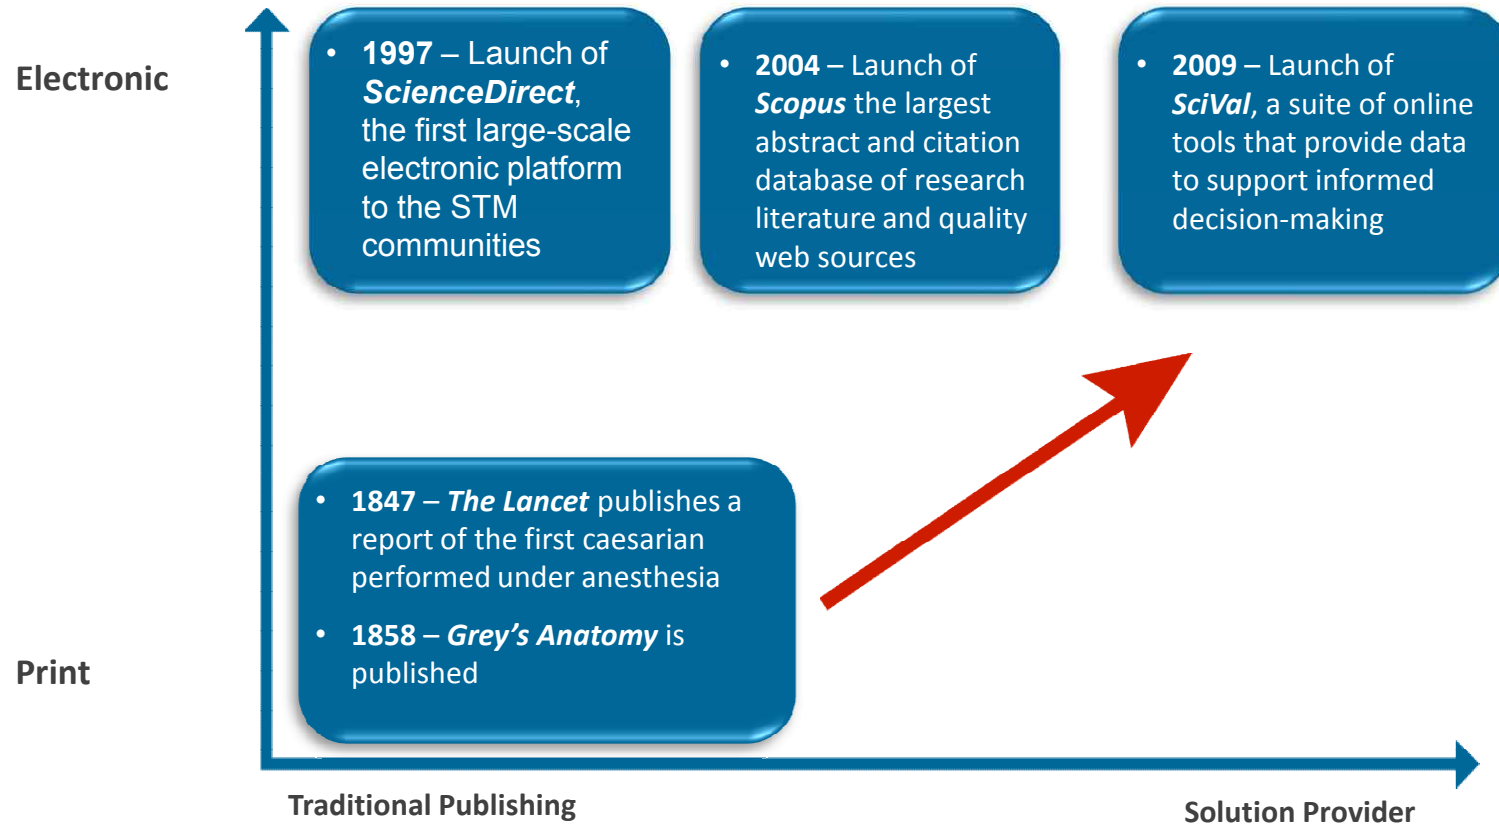 Electronic
• 1997 – Launch of
ScienceDirect,
the first large-scale
electronic platform
to the STM
communities
• 2004 – Launch of
Scopus the largest
abstract and citation
database of research
literature and quality
web sources
• 2009 – Launch of
SciVal, a suite of online
tools that provide data
to support informed
decision-making
• 1847 – The Lancet publishes a
report of the first caesarian
performed under anesthesia
• 1858 – Grey’s Anatomy is
published
Print
Traditional Publishing
Solution Provider